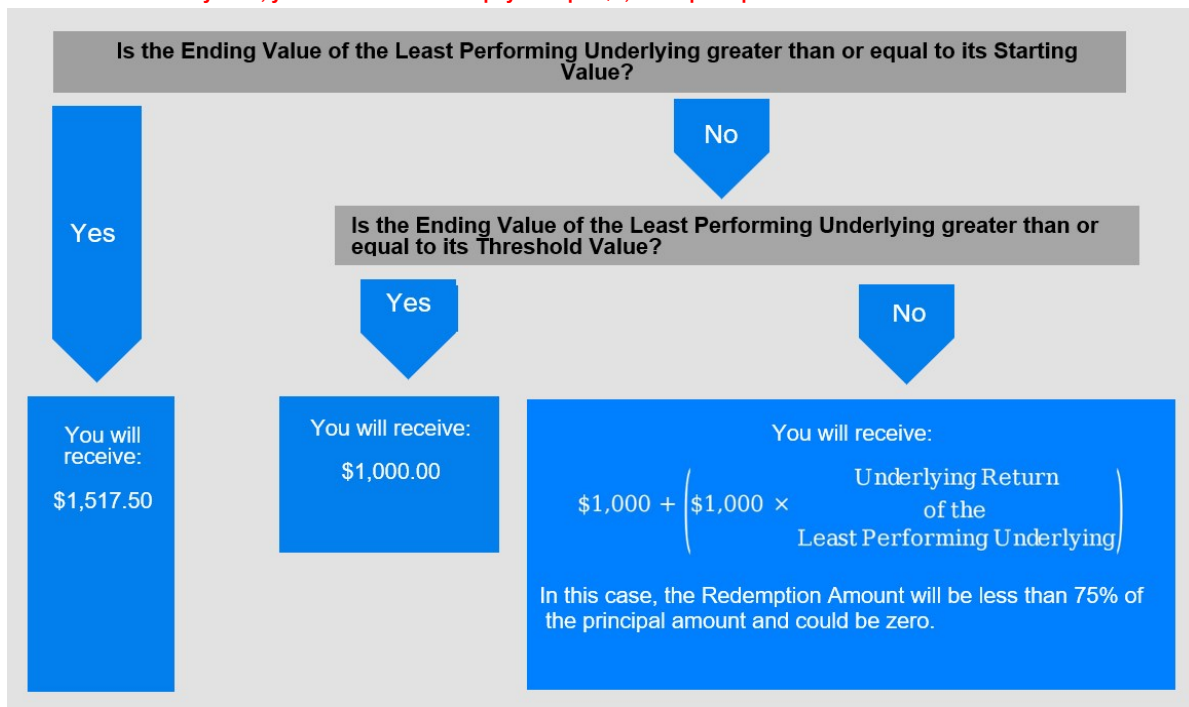 Is the Ending Value of the Least Performing Underlying greater than or equal to its Starting
Value?
No
Yes
Is the Ending Value of the Least Performing Underlying greater than or
equal to its Threshold Value?
Yes
No
You will
receive:
$1,517.50
You will receive:
$1,000.00
You will receive:
$1,000 + ($1,000 × Underlying Return
of the
Least Performing Underlying)
In this case, the Redemption Amount will be less than 75% of
the principal amount and could be zero.